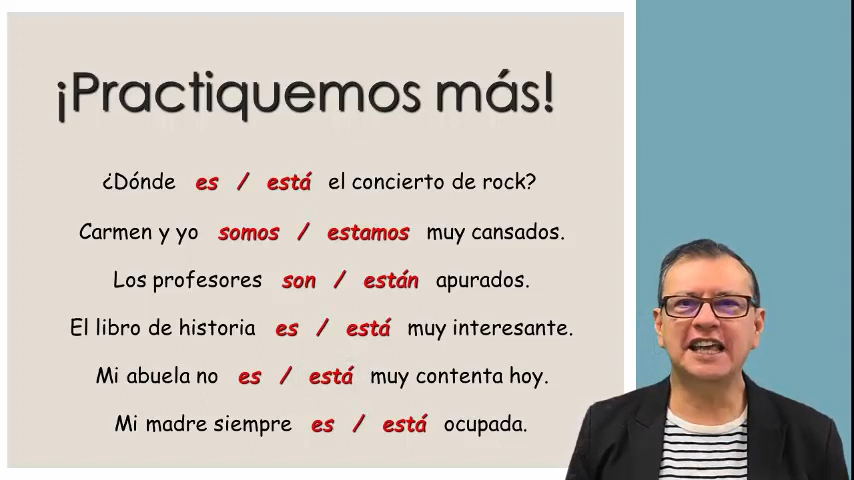 ¡Practiquemos más!
¿Dónde es / está el concierto de rock?
Carmen y yo somos / estamos muy cansados.
Los profesores son / están apurados.
El libro de historia es / está muy interesante.
Mi abuela no es / está muy contenta hoy.
Mi madre siempre es / está ocupada.